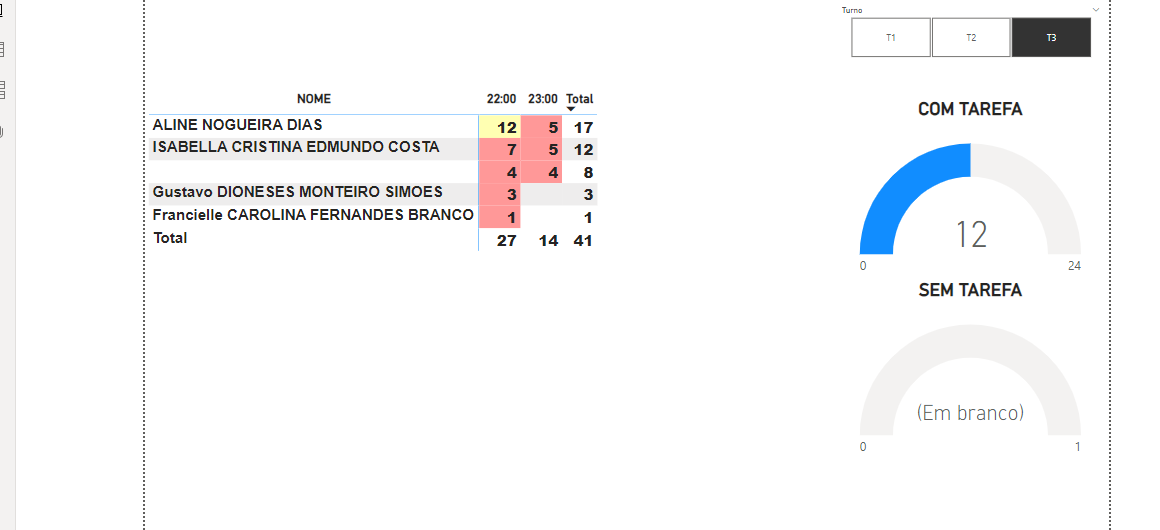 Turno
T1 T2 T3
NOME 22:00 23:00 Total
ALINE NOGUEIRA DIAS 12 5 17
ISABELLA CRISTINA EDMUNDO COSTA 7 5 12
4 4 8
Gustavo DIONESES MONTEIRO SIMOES 3 3
Francielle CAROLINA FERNANDES BRANCO 1 1
Total 27 14 41
COM TAREFA
12
0 24
SEM TAREFA
(Em branco)
0 1